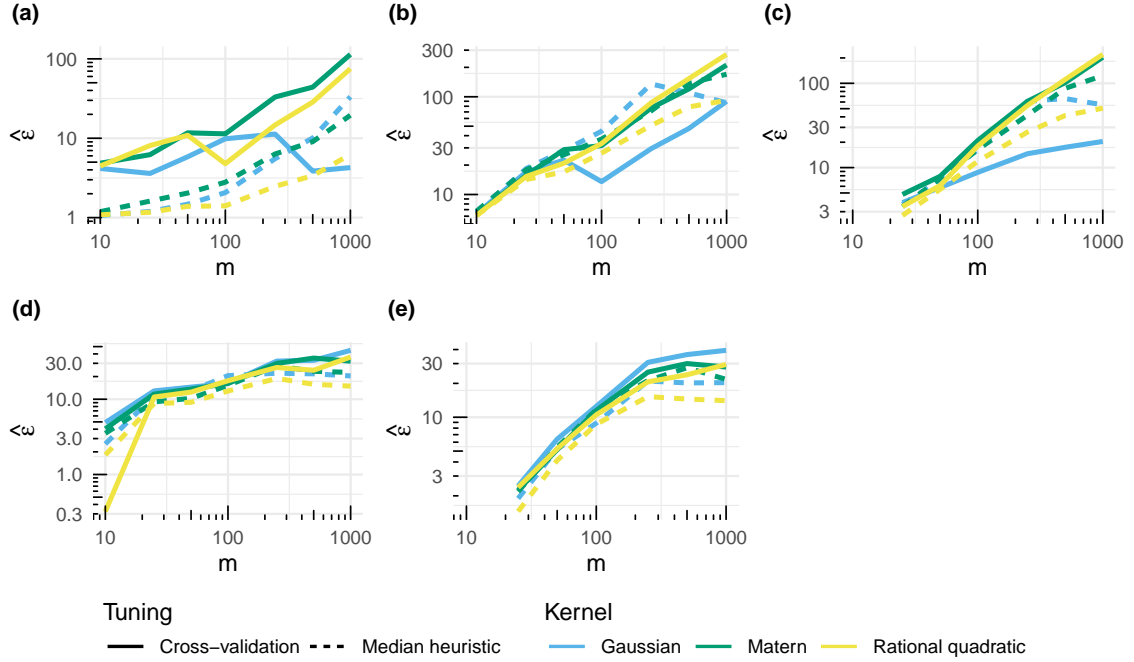 (a)
(b)
(c)
100
10
1
ε̂
10
100
1000
m
300
100
30
10
ε̂
10
100
1000
m
100
30
10
3
ε̂
10
100
1000
m
(d)
(e)
30.0
10.0
3.0
1.0
0.3
ε̂
10
100
1000
m
30
10
3
ε̂
10
100
1000
m
Tuning
Cross−validation
Median heuristic
Kernel
Gaussian
Matern
Rational quadratic